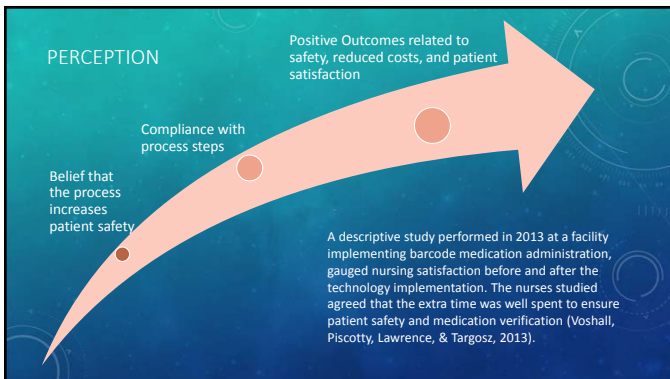 PERCEPTION
Positive Outcomes related to
safety, reduced costs, and patient
satisfaction
Compliance with
process steps
Belief that
the process
increases
patient safety
A descriptive study performed in 2013 at a facility
implementing barcode medication administration,
gauged nursing satisfaction before and after the
technology implementation. The nurses studied
agreed that the extra time was well spent to ensure
patient safety and medication verification (Voshall,
Piscotty, Lawrence, & Targosz, 2013).